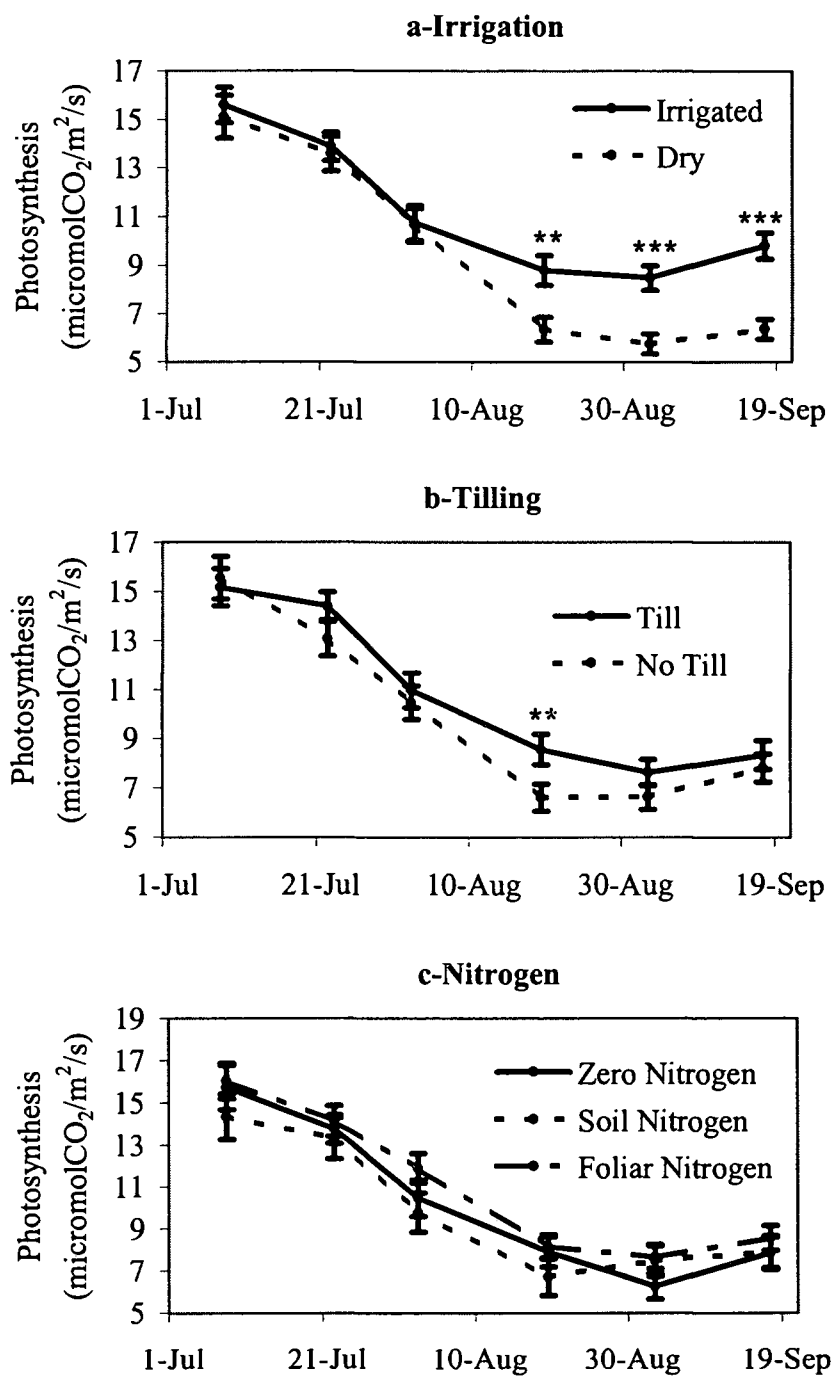 a-Irrigation
Photosynthesis
(micromolCO₂/m²/s)
17
15
13
11
9
7
5
Irrigated
Dry
**
***
***
1-Jul
21-Jul
10-Aug
30-Aug
19-Sep
b-Tilling
Photosynthesis
(micromolCO₂/m²/s)
17
15
13
11
9
7
5
Till
No Till
**
1-Jul
21-Jul
10-Aug
30-Aug
19-Sep
c-Nitrogen
Photosynthesis
(micromolCO₂/m²/s)
19
17
15
13
11
9
7
5
Zero Nitrogen
Soil Nitrogen
Foliar Nitrogen
1-Jul
21-Jul
10-Aug
30-Aug
19-Sep